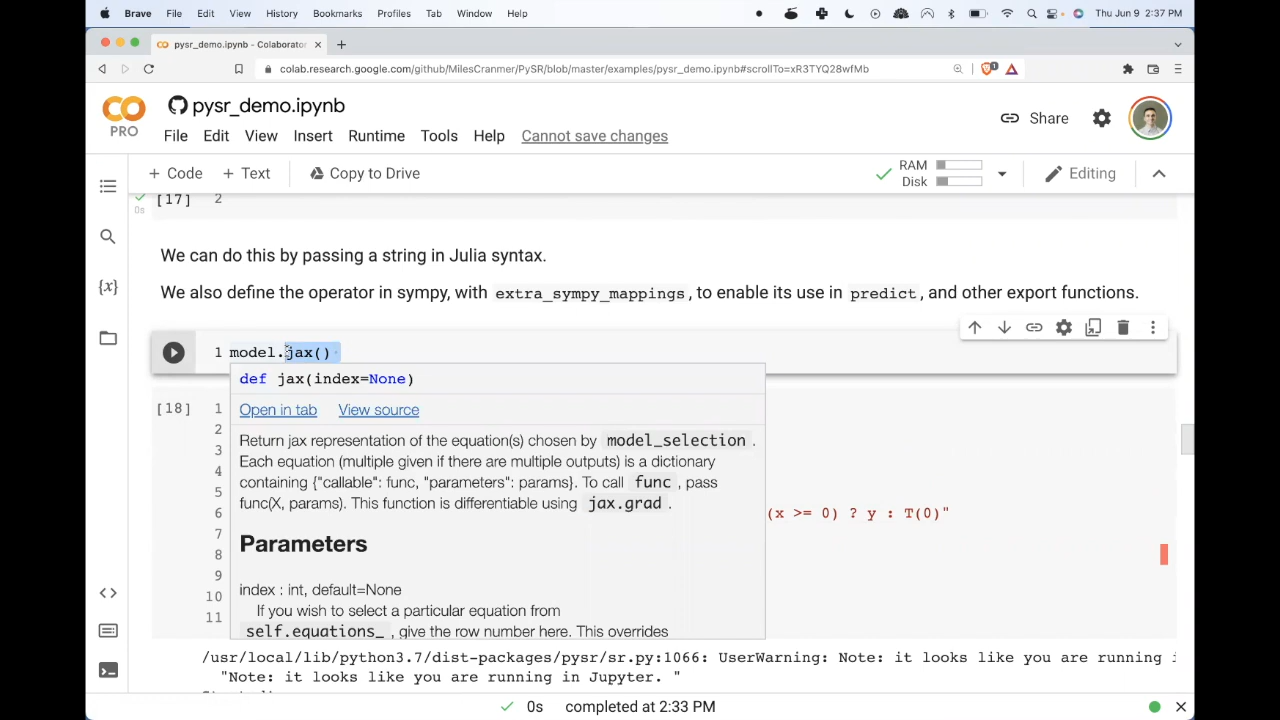 Brave File Edit View History Bookmarks Profiles Tab Window Help Thu Jun 9 2:37 PM
pysr_demo.ipynb - Colaborator
colab.research.google.com/github/MilesCranmer/PySR/blob/master/examples/pysr_demo.ipynb#scrollTo=xR3TYQ28wfMb 1
pysr_demo.ipynb
PRO
File Edit View Insert Runtime Tools Help Cannot save changes
Share
+ Code + Text Copy to Drive
RAM
Disk
Editing
[17] 2
0s
We can do this by passing a string in Julia syntax.
We also define the operator in sympy, with extra_sympy_mappings, to enable its use in predict, and other export functions.
1 model.jax()
def jax(index=None)
Open in tab View source
Return jax representation of the equation(s) chosen by model_selection.
Each equation (multiple given if there are multiple outputs) is a dictionary
containing {"callable": func, "parameters": params}. To call func, pass
func(X, params). This function is differentiable using jax.grad.
Parameters
index : int, default=None
If you wish to select a particular equation from
self.equations_, give the row number here. This overrides
[18] 1
2
3
4
5
6 (x >= 0) ? y : T(0)"
7
8
9
10
11
/usr/local/lib/python3.7/dist-packages/pysr/sr.py:1066: UserWarning: Note: it looks like you are running
"Note: it looks like you are running in Jupyter. "
0s completed at 2:33 PM